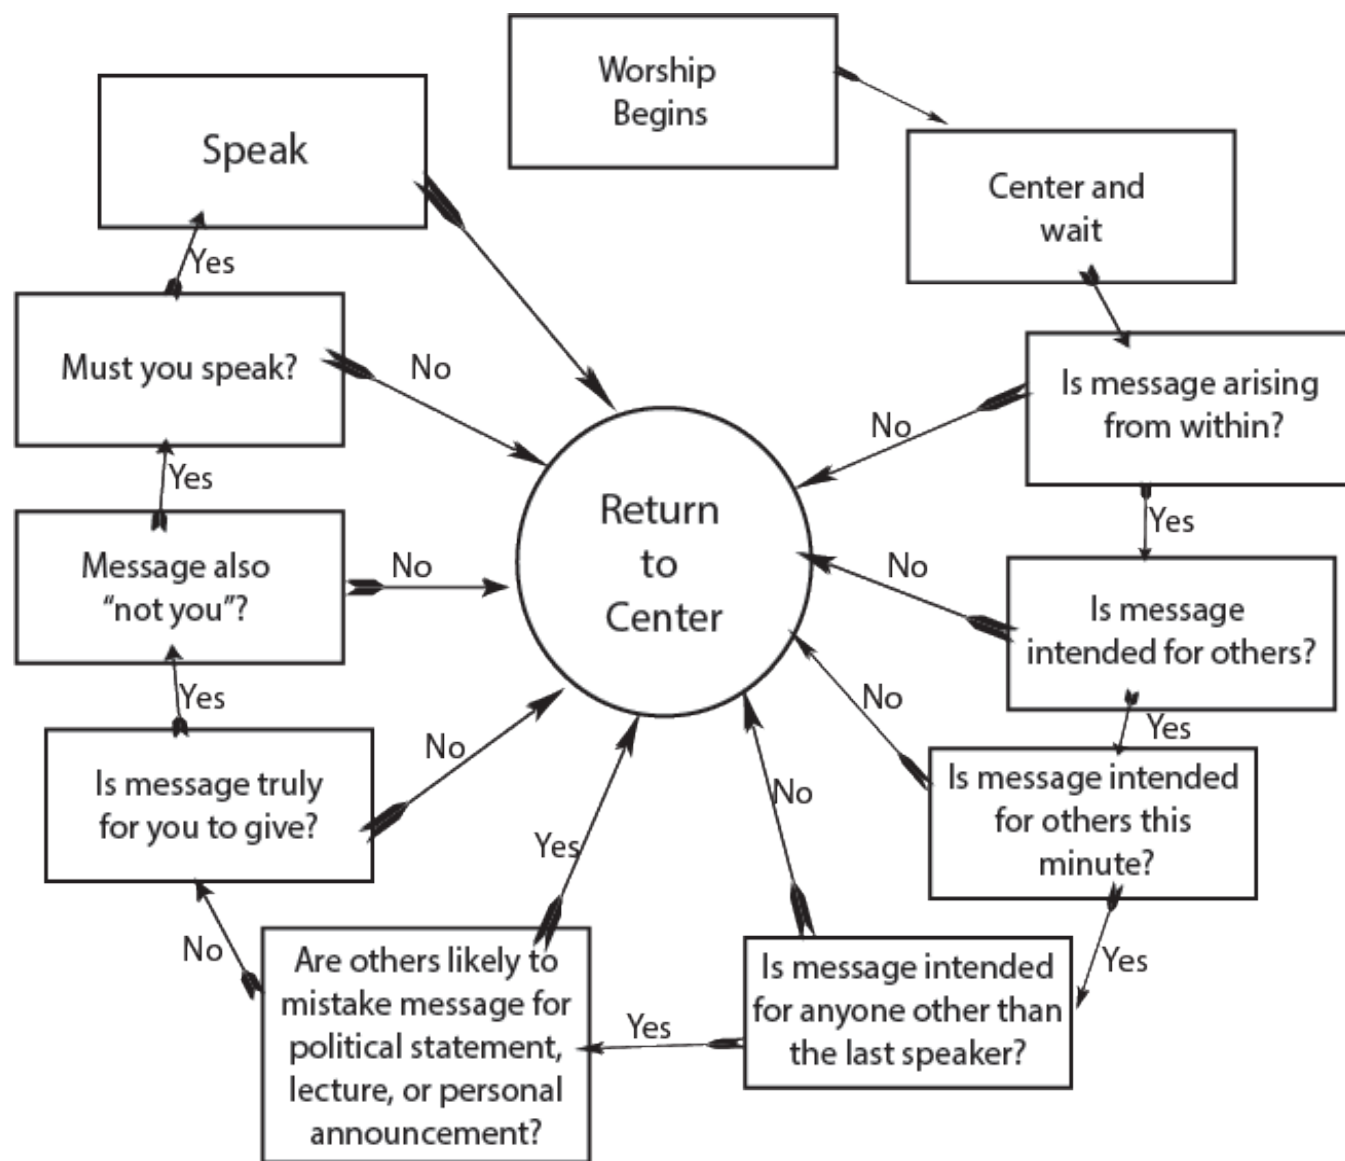 Worship
Begins
Center and
wait
Is message arising
from within?
No
Yes
Is message
intended for others?
No
Yes
Is message intended
for others this
minute?
No
Yes
Is message intended
for anyone other than
the last speaker?
No
Yes
Are others likely to
mistake message for
political statement,
lecture, or personal
announcement?
Yes
No
Is message truly
for you to give?
No
Yes
Message also
“not you”?
No
Yes
Must you speak?
No
Yes
Speak
Return
to
Center